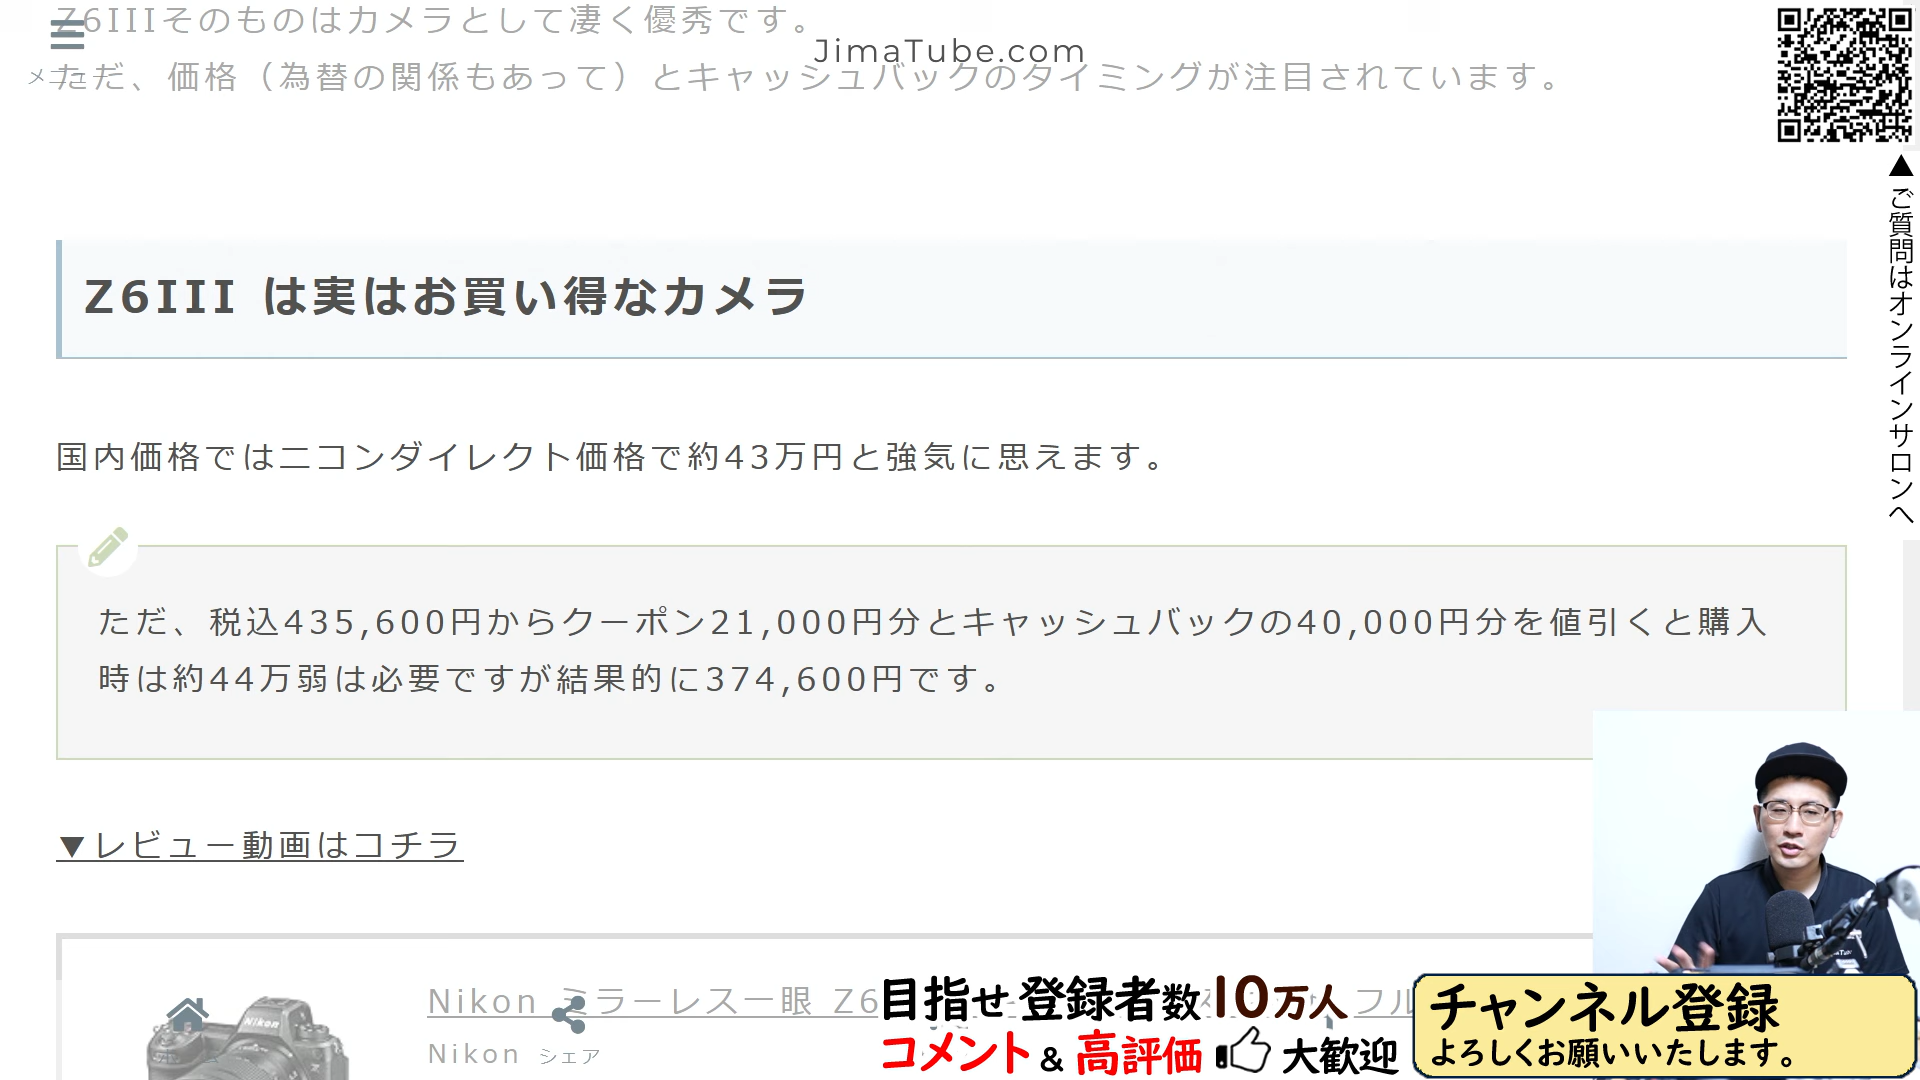 Z6IIIそのものはカメラとして凄く優秀です。
JimaTube.com
ただ、価格（為替の関係もあって）とキャッシュバックのタイミングが注目されています。
▲ご質問はオンラインサロンへ
Z6III は実はお買い得なカメラ
国内価格ではニコンダイレクト価格で約43万円と強気に思えます。
ただ、税込435,600円からクーポン21,000円分とキャッシュバックの40,000円分を値引くと購入
時は約44万弱は必要ですが結果的に374,600円です。
▼レビュー動画はコチラ
Nikon ミラーレス一眼 Z6
フル
Nikon
シェア
目指せ登録者数10万人
コメント&高評価 大歓迎
チャンネル登録
よろしくお願いいたします。